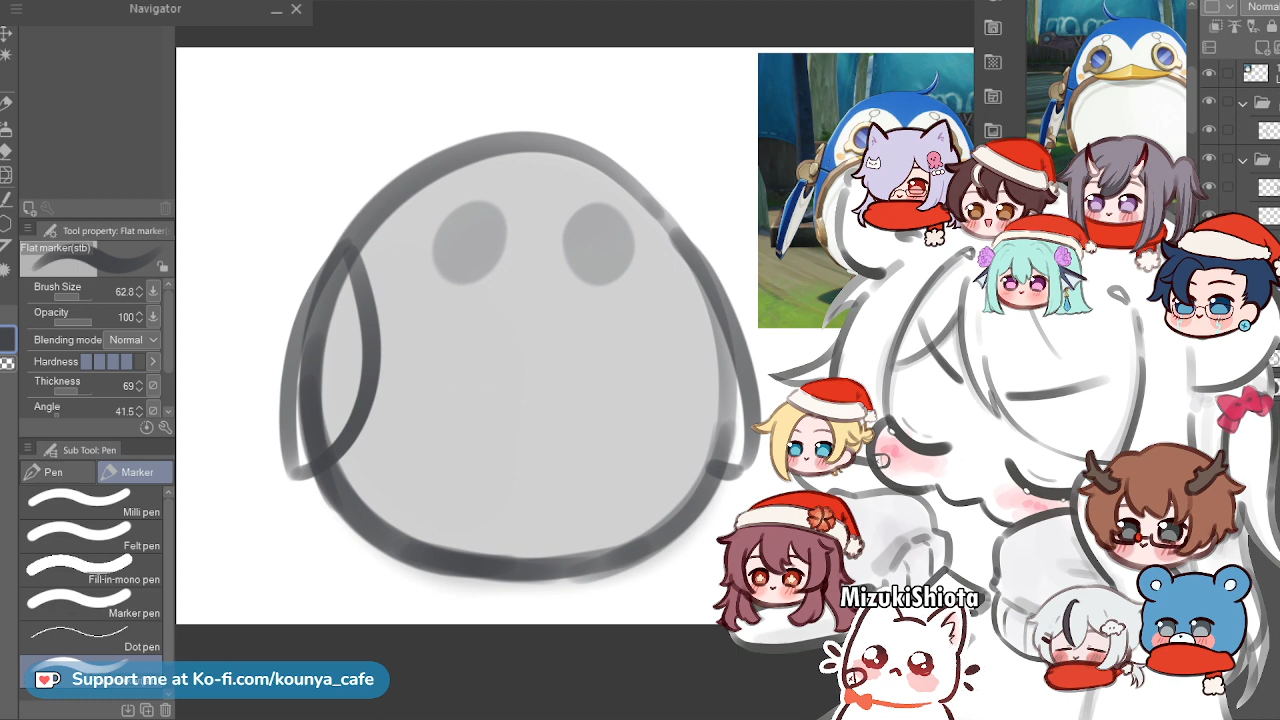 Navigator
Normal
Tool property: Flat marker(
Flat marker(stb)
Brush Size
62.8
Opacity
100
Blending mode
Normal
Hardness
Thickness
69
Angle
41.5
Sub Tool: Pen
Pen
Marker
Milli pen
Felt pen
Fill-in-mono pen
Marker pen
Dot pen
MizukiShiota
Support me at Ko-fi.com/kounya_cafe